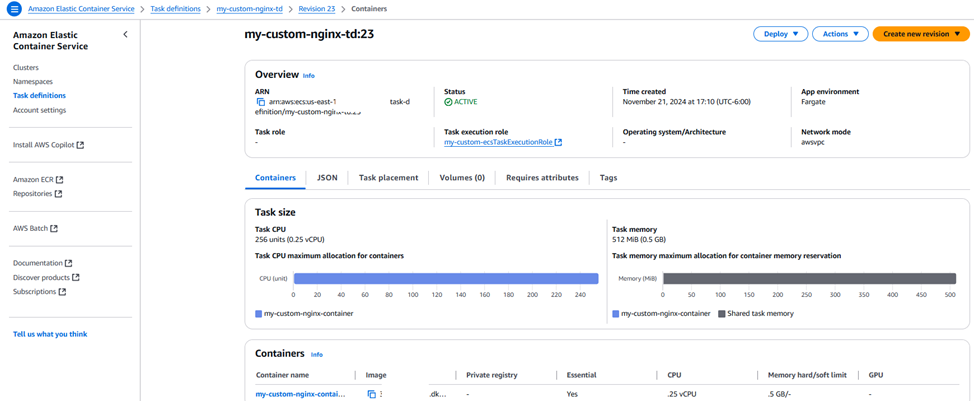 Amazon Elastic Container Service > Task definitions > my-custom-nginx-td > Revision 23 > Containers
Amazon Elastic
Container Service
Clusters
Namespaces
Task definitions
Account settings
Install AWS Copilot
Amazon ECR
Repositories
AWS Batch
Documentation
Discover products
Subscriptions
Tell us what you think
my-custom-nginx-td:23
Deploy
Actions
Create new revision
Overview Info
ARN
arn:aws:ecs:us-east-1 task-d
efinition/my-custom-nginx-td:23
Status
ACTIVE
Time created
November 21, 2024 at 17:10 (UTC-6:00)
App environment
Fargate
Task role
-
Task execution role
my-custom-ecsTaskExecutionRole
Operating system/Architecture
-
Network mode
awsvpc
Containers JSON Task placement Volumes (0) Requires attributes Tags
Task size
Task CPU
256 units (0.25 vCPU)
Task CPU maximum allocation for containers
CPU (unit)
0 20 40 60 80 100 120 140 160 180 200 220 240
my-custom-nginx-container
Task memory
512 MiB (0.5 GB)
Task memory maximum allocation for container memory reservation
Memory (MiB)
0 50 100 150 200 250 300 350 400 450 500
my-custom-nginx-container Shared task memory
Containers Info
Container name Image Private registry Essential CPU Memory hard/soft limit GPU
my-custom-nginx-contai... .dk... - Yes .25 vCPU .5 GB/- -